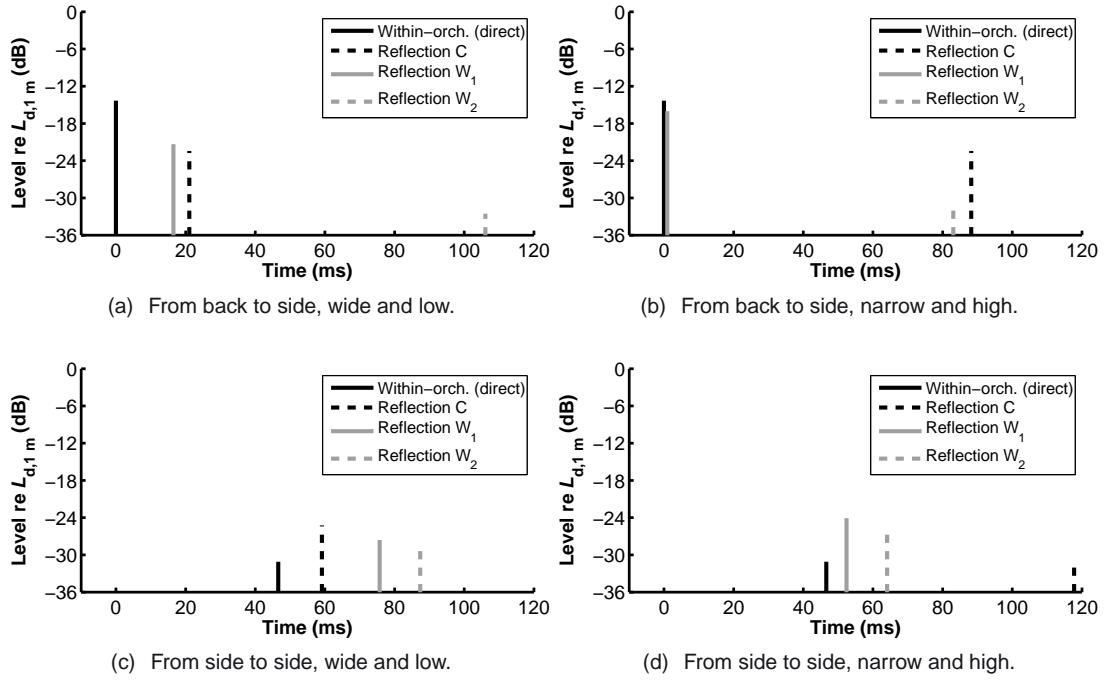 Level re L_d,1 m (dB)
0
−6
−12
−18
−24
−30
−36
Within−orch. (direct)
Reflection C
Reflection W_1
Reflection W_2
0 20 40 60 80 100 120
Time (ms)
(a) From back to side, wide and low.
Level re L_d,1 m (dB)
0
−6
−12
−18
−24
−30
−36
Within−orch. (direct)
Reflection C
Reflection W_1
Reflection W_2
0 20 40 60 80 100 120
Time (ms)
(b) From back to side, narrow and high.
Level re L_d,1 m (dB)
0
−6
−12
−18
−24
−30
−36
Within−orch. (direct)
Reflection C
Reflection W_1
Reflection W_2
0 20 40 60 80 100 120
Time (ms)
(c) From side to side, wide and low.
Level re L_d,1 m (dB)
0
−6
−12
−18
−24
−30
−36
Within−orch. (direct)
Reflection C
Reflection W_1
Reflection W_2
0 20 40 60 80 100 120
Time (ms)
(d) From side to side, narrow and high.